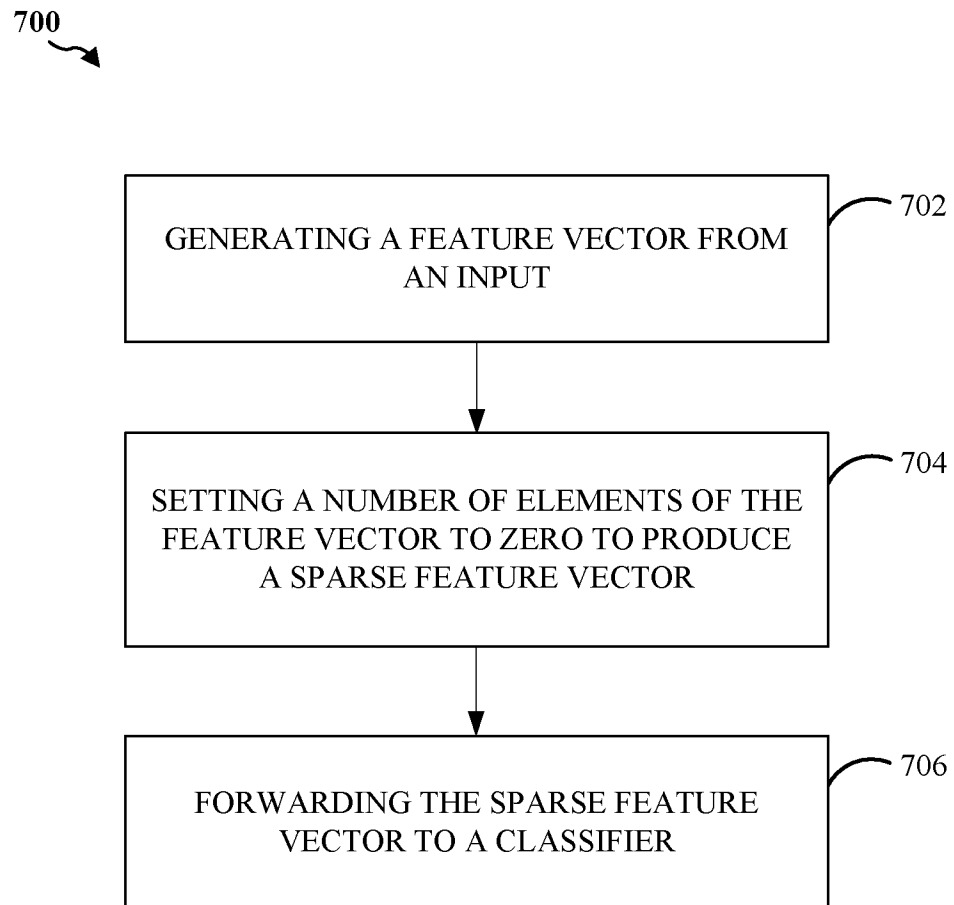 700
GENERATING A FEATURE VECTOR FROM
AN INPUT
702
SETTING A NUMBER OF ELEMENTS OF THE
FEATURE VECTOR TO ZERO TO PRODUCE
A SPARSE FEATURE VECTOR
704
FORWARDING THE SPARSE FEATURE
VECTOR TO A CLASSIFIER
706